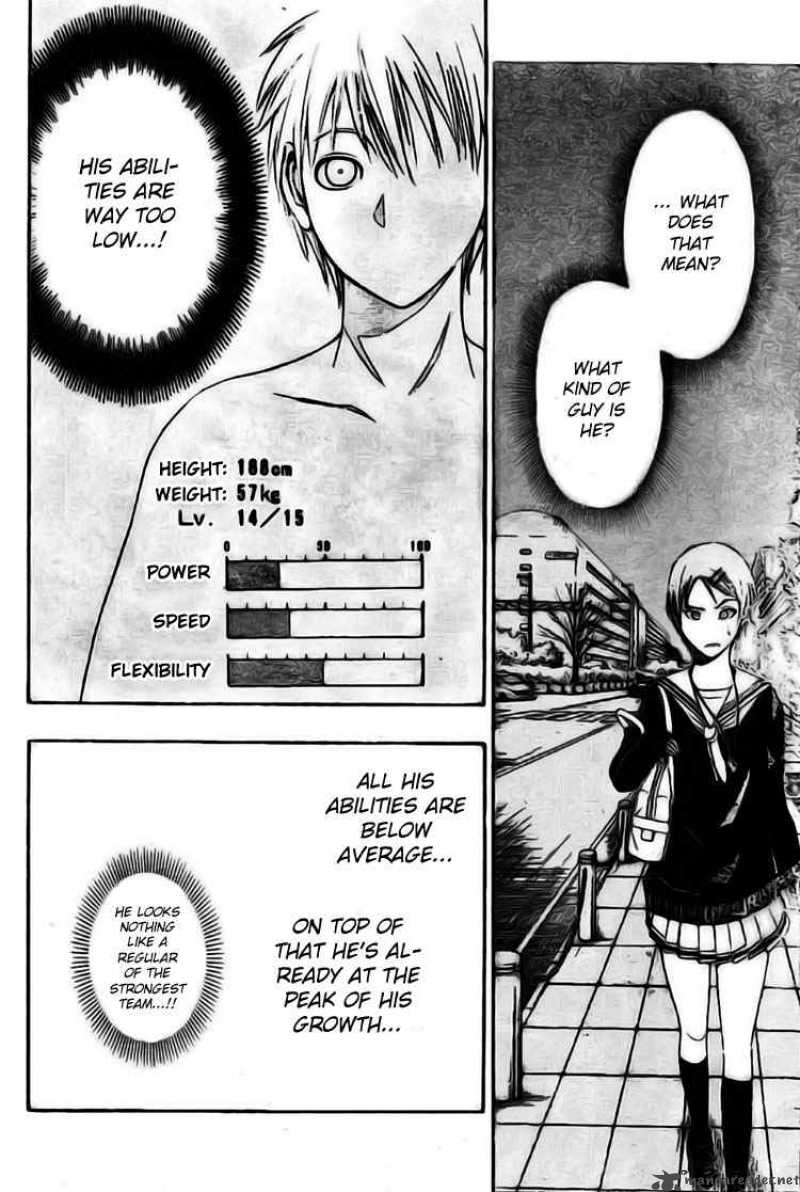 ... WHAT
DOES
THAT
MEAN?
WHAT
KIND OF
GUY IS
HE?
HIS ABILI-
TIES ARE
WAY TOO
LOW...!
HEIGHT: 168cm
WEIGHT: 57kg
Lv. 14/15
0 50 100
POWER
SPEED
FLEXIBILITY
ALL HIS
ABILITIES ARE
BELOW
AVERAGE...
ON TOP OF
THAT HE'S AL-
READY AT THE
PEAK OF HIS
GROWTH...
HE LOOKS
NOTHING
LIKE A
REGULAR
OF THE
STRONGEST
TEAM...!!
mangareader.net